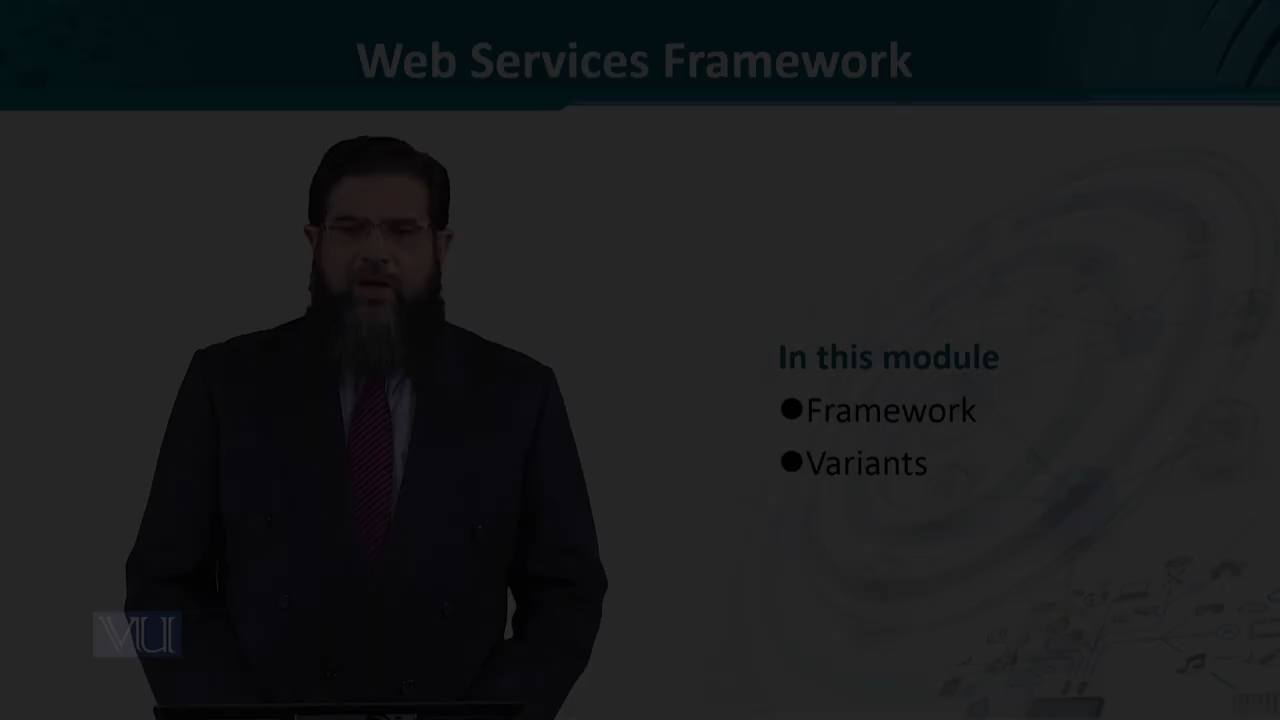 Web Services Framework
In this module
●Framework
●Variants
VU